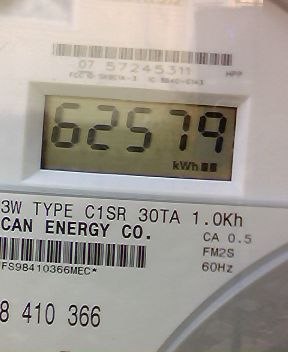 07 57245311 HPP
62579
kWh
3W TYPE C1SR 30TA 1.0Kh
CAN ENERGY CO.
CA 0.5
FM2S
60Hz
FS98410366MEC*
8 410 366